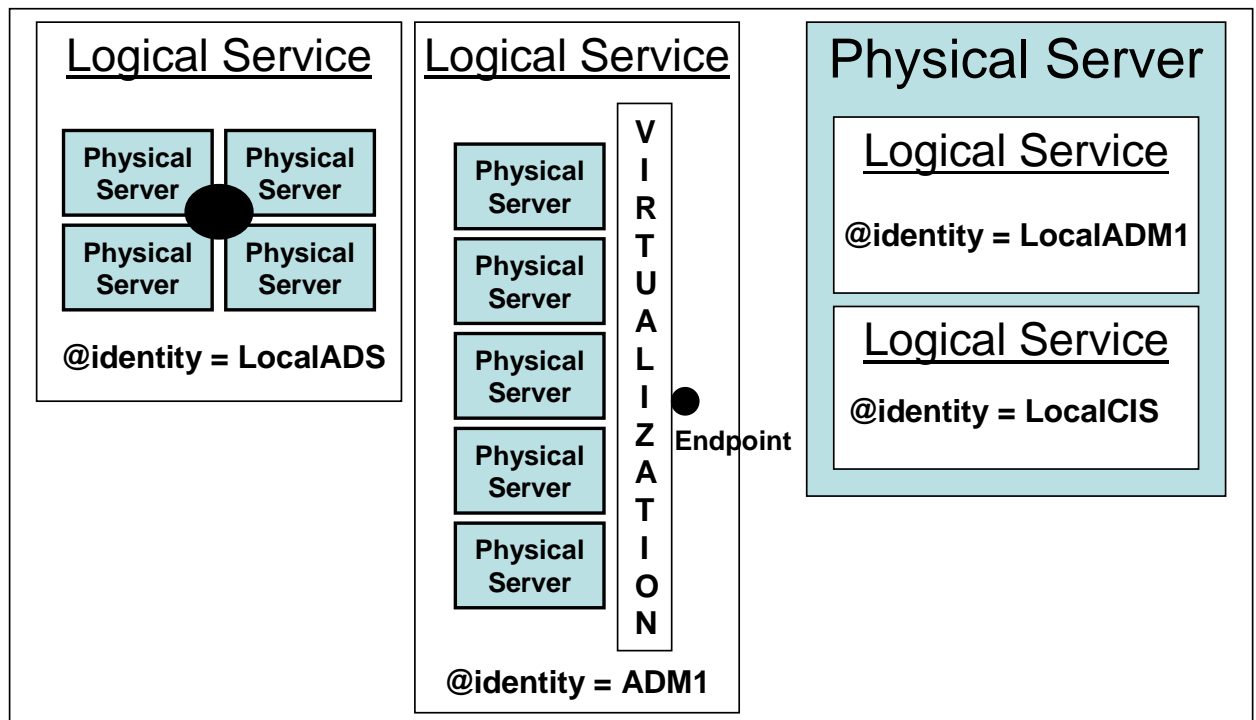 Logical Service
Physical
Server
Physical
Server
Physical
Server
Physical
Server
@identity = LocalADS
Logical Service
Physical
Server
Physical
Server
Physical
Server
Physical
Server
Physical
Server
V
I
R
T
U
A
L
I
Z
A
T
I
O
N
Endpoint
@identity = ADM1
Physical Server
Logical Service
@identity = LocalADM1
Logical Service
@identity = LocalCIS